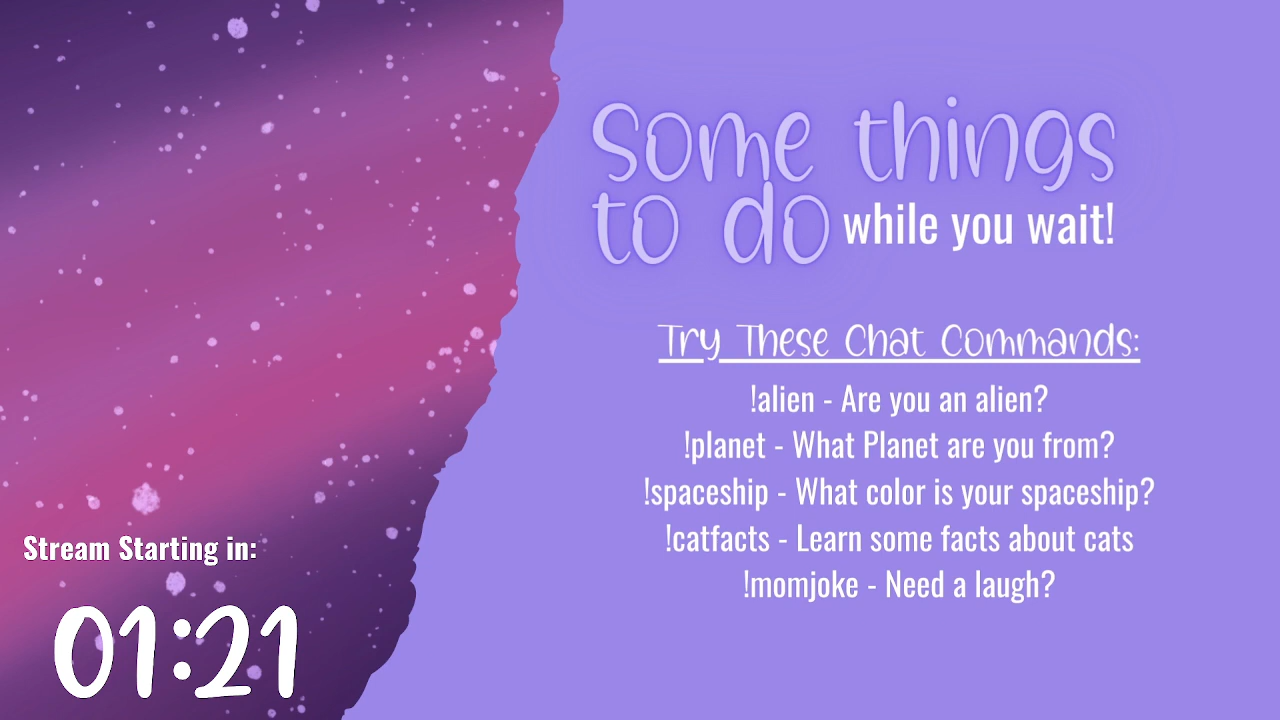 Some things
to do while you wait!
Try These Chat Commands:
!alien - Are you an alien?
!planet - What Planet are you from?
!spaceship - What color is your spaceship?
!catfacts - Learn some facts about cats
!momjoke - Need a laugh?
Stream Starting in:
01:21